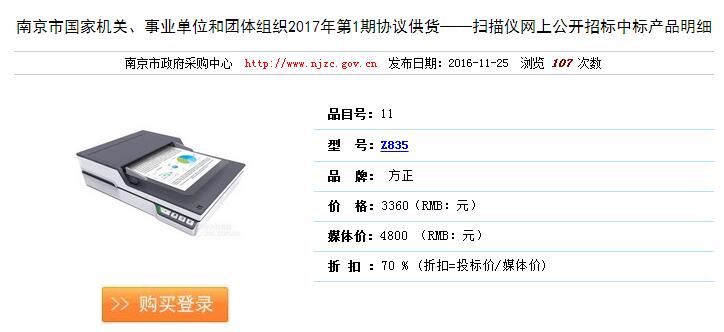 南京市国家机关、事业单位和团体组织2017年第1期协议供货——扫描仪网上公开招标中标产品明细
南京市政府采购中心 http://www.njzc.gov.cn 发布日期：2016-11-25 浏览 107 次数
品目号：11
型 号：Z835
品 牌： 方正
价 格：3360（RMB：元）
媒体价：4800 （RMB：元）
折 扣 ：70 % (折扣=投标价/媒体价)
>> 购买登录